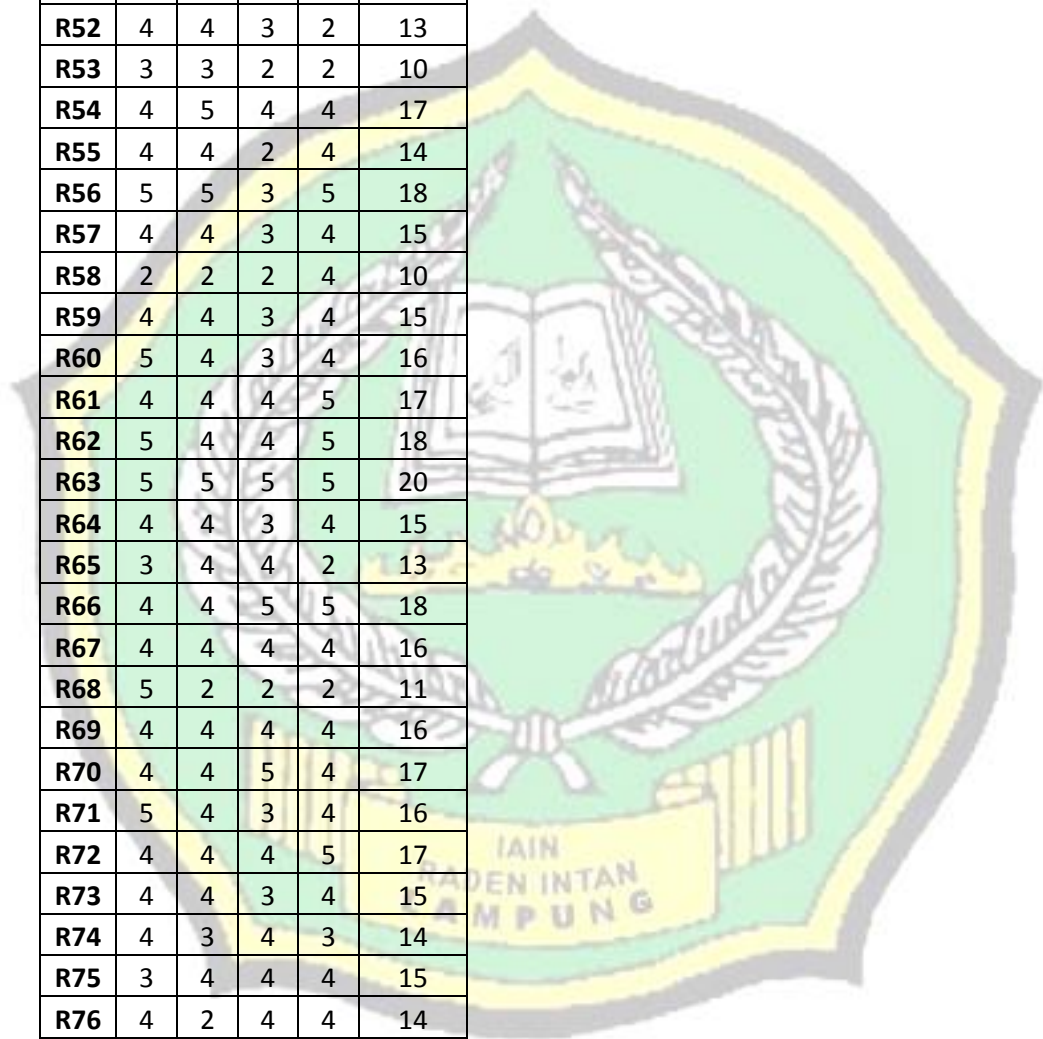 R52 4 4 3 2 13
R53 3 3 2 2 10
R54 4 5 4 4 17
R55 4 4 2 4 14
R56 5 5 3 5 18
R57 4 4 3 4 15
R58 2 2 2 4 10
R59 4 4 3 4 15
R60 5 4 3 4 16
R61 4 4 4 5 17
R62 5 4 4 5 18
R63 5 5 5 5 20
R64 4 4 3 4 15
R65 3 4 4 2 13
R66 4 4 5 5 18
R67 4 4 4 4 16
R68 5 2 2 2 11
R69 4 4 4 4 16
R70 4 4 5 4 17
R71 5 4 3 4 16
R72 4 4 4 5 17
R73 4 4 3 4 15
R74 4 3 4 3 14
R75 3 4 4 4 15
R76 4 2 4 4 14
IAIN
RADEN INTAN
LAMPUNG